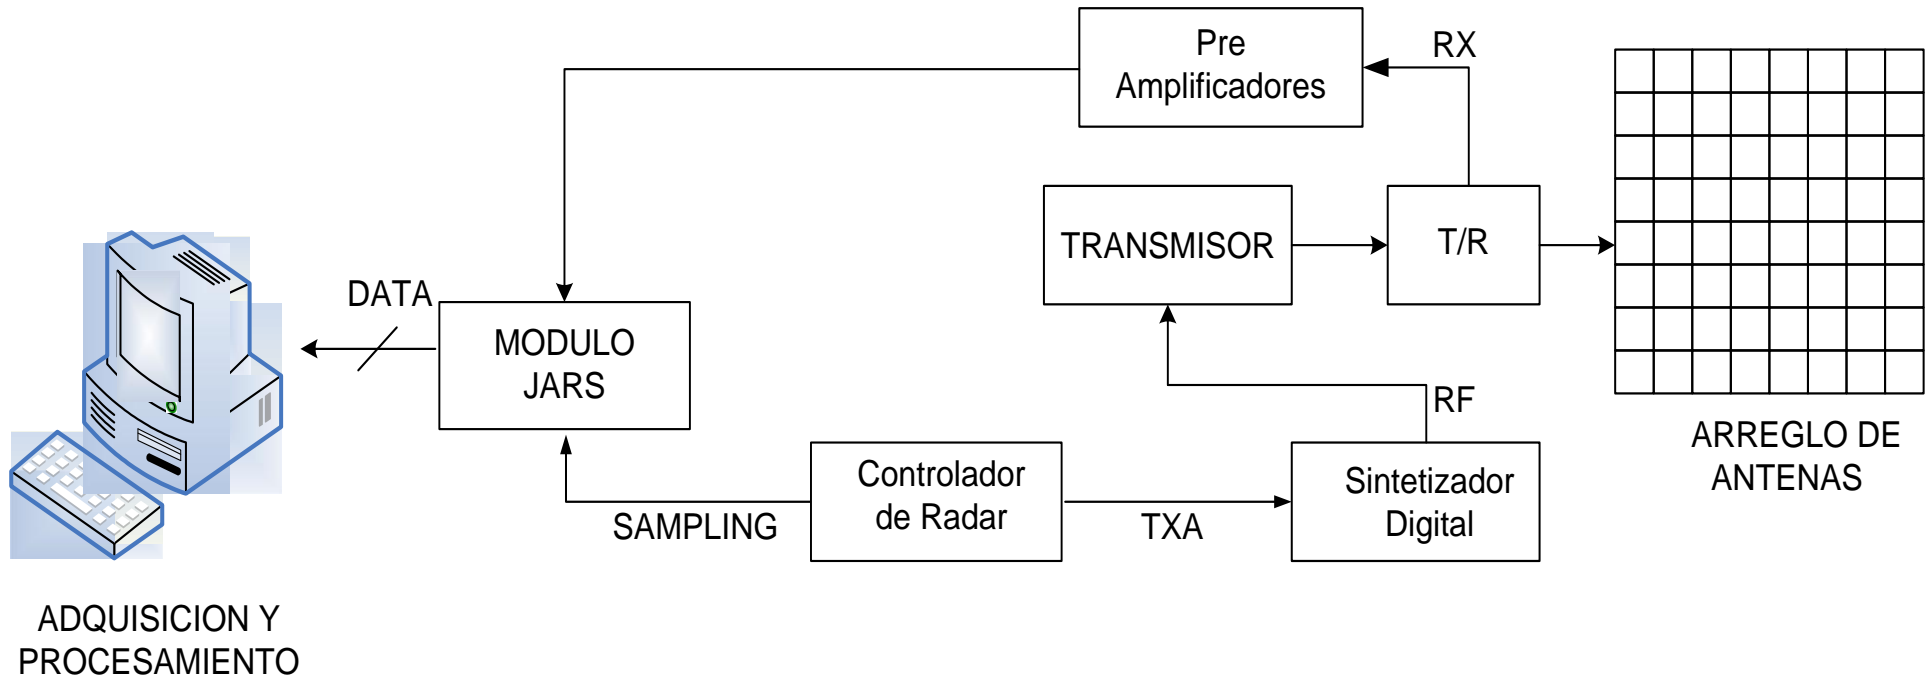 Pre
Amplificadores
RX
TRANSMISOR
T/R
DATA
MODULO
JARS
RF
ARREGLO DE
ANTENAS
Controlador
de Radar
Sintetizador
Digital
SAMPLING
TXA
ADQUISICION Y
PROCESAMIENTO